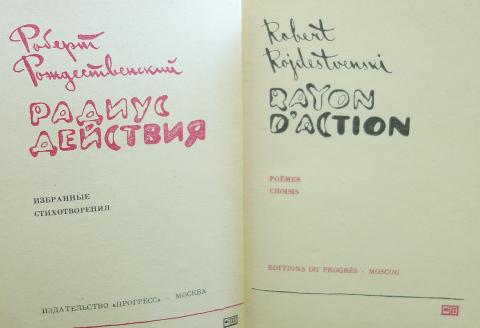 Роберт
Рождественский
РАДИУС
ДЕЙСТВИЯ
ИЗБРАННЫЕ
СТИХОТВОРЕНИЯ
ИЗДАТЕЛЬСТВО «ПРОГРЕСС» - МОСКВА
Robert
Rojdestvenski
RAYON
D'ACTION
POÈMES
CHOISIS
EDITIONS DU PROGRÈS - MOSCOU